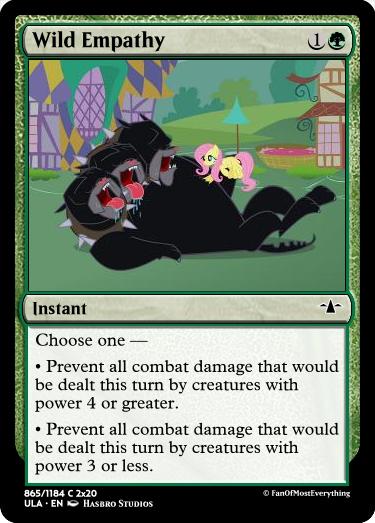 Wild Empathy 1
Instant
Choose one —
• Prevent all combat damage that would
be dealt this turn by creatures with
power 4 or greater.
• Prevent all combat damage that would
be dealt this turn by creatures with
power 3 or less.
865/1184 C 2x20
ULA • EN Hasbro Studios
© FanOfMostEverything